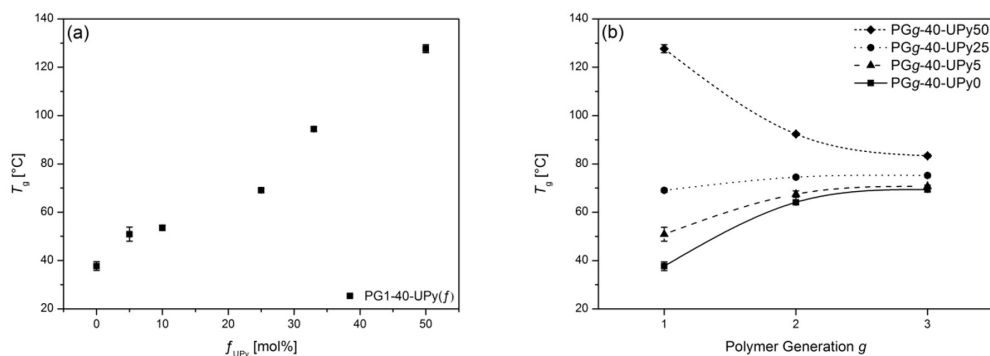 (a)
140
120
100
80
60
40
20
T_g [°C]
0
10
20
30
40
50
f_UPy [mol%]
PG1-40-UPy(f)
(b)
140
120
100
80
60
40
20
T_g [°C]
1
2
3
Polymer Generation g
PGg-40-UPy50
PGg-40-UPy25
PGg-40-UPy5
PGg-40-UPy0